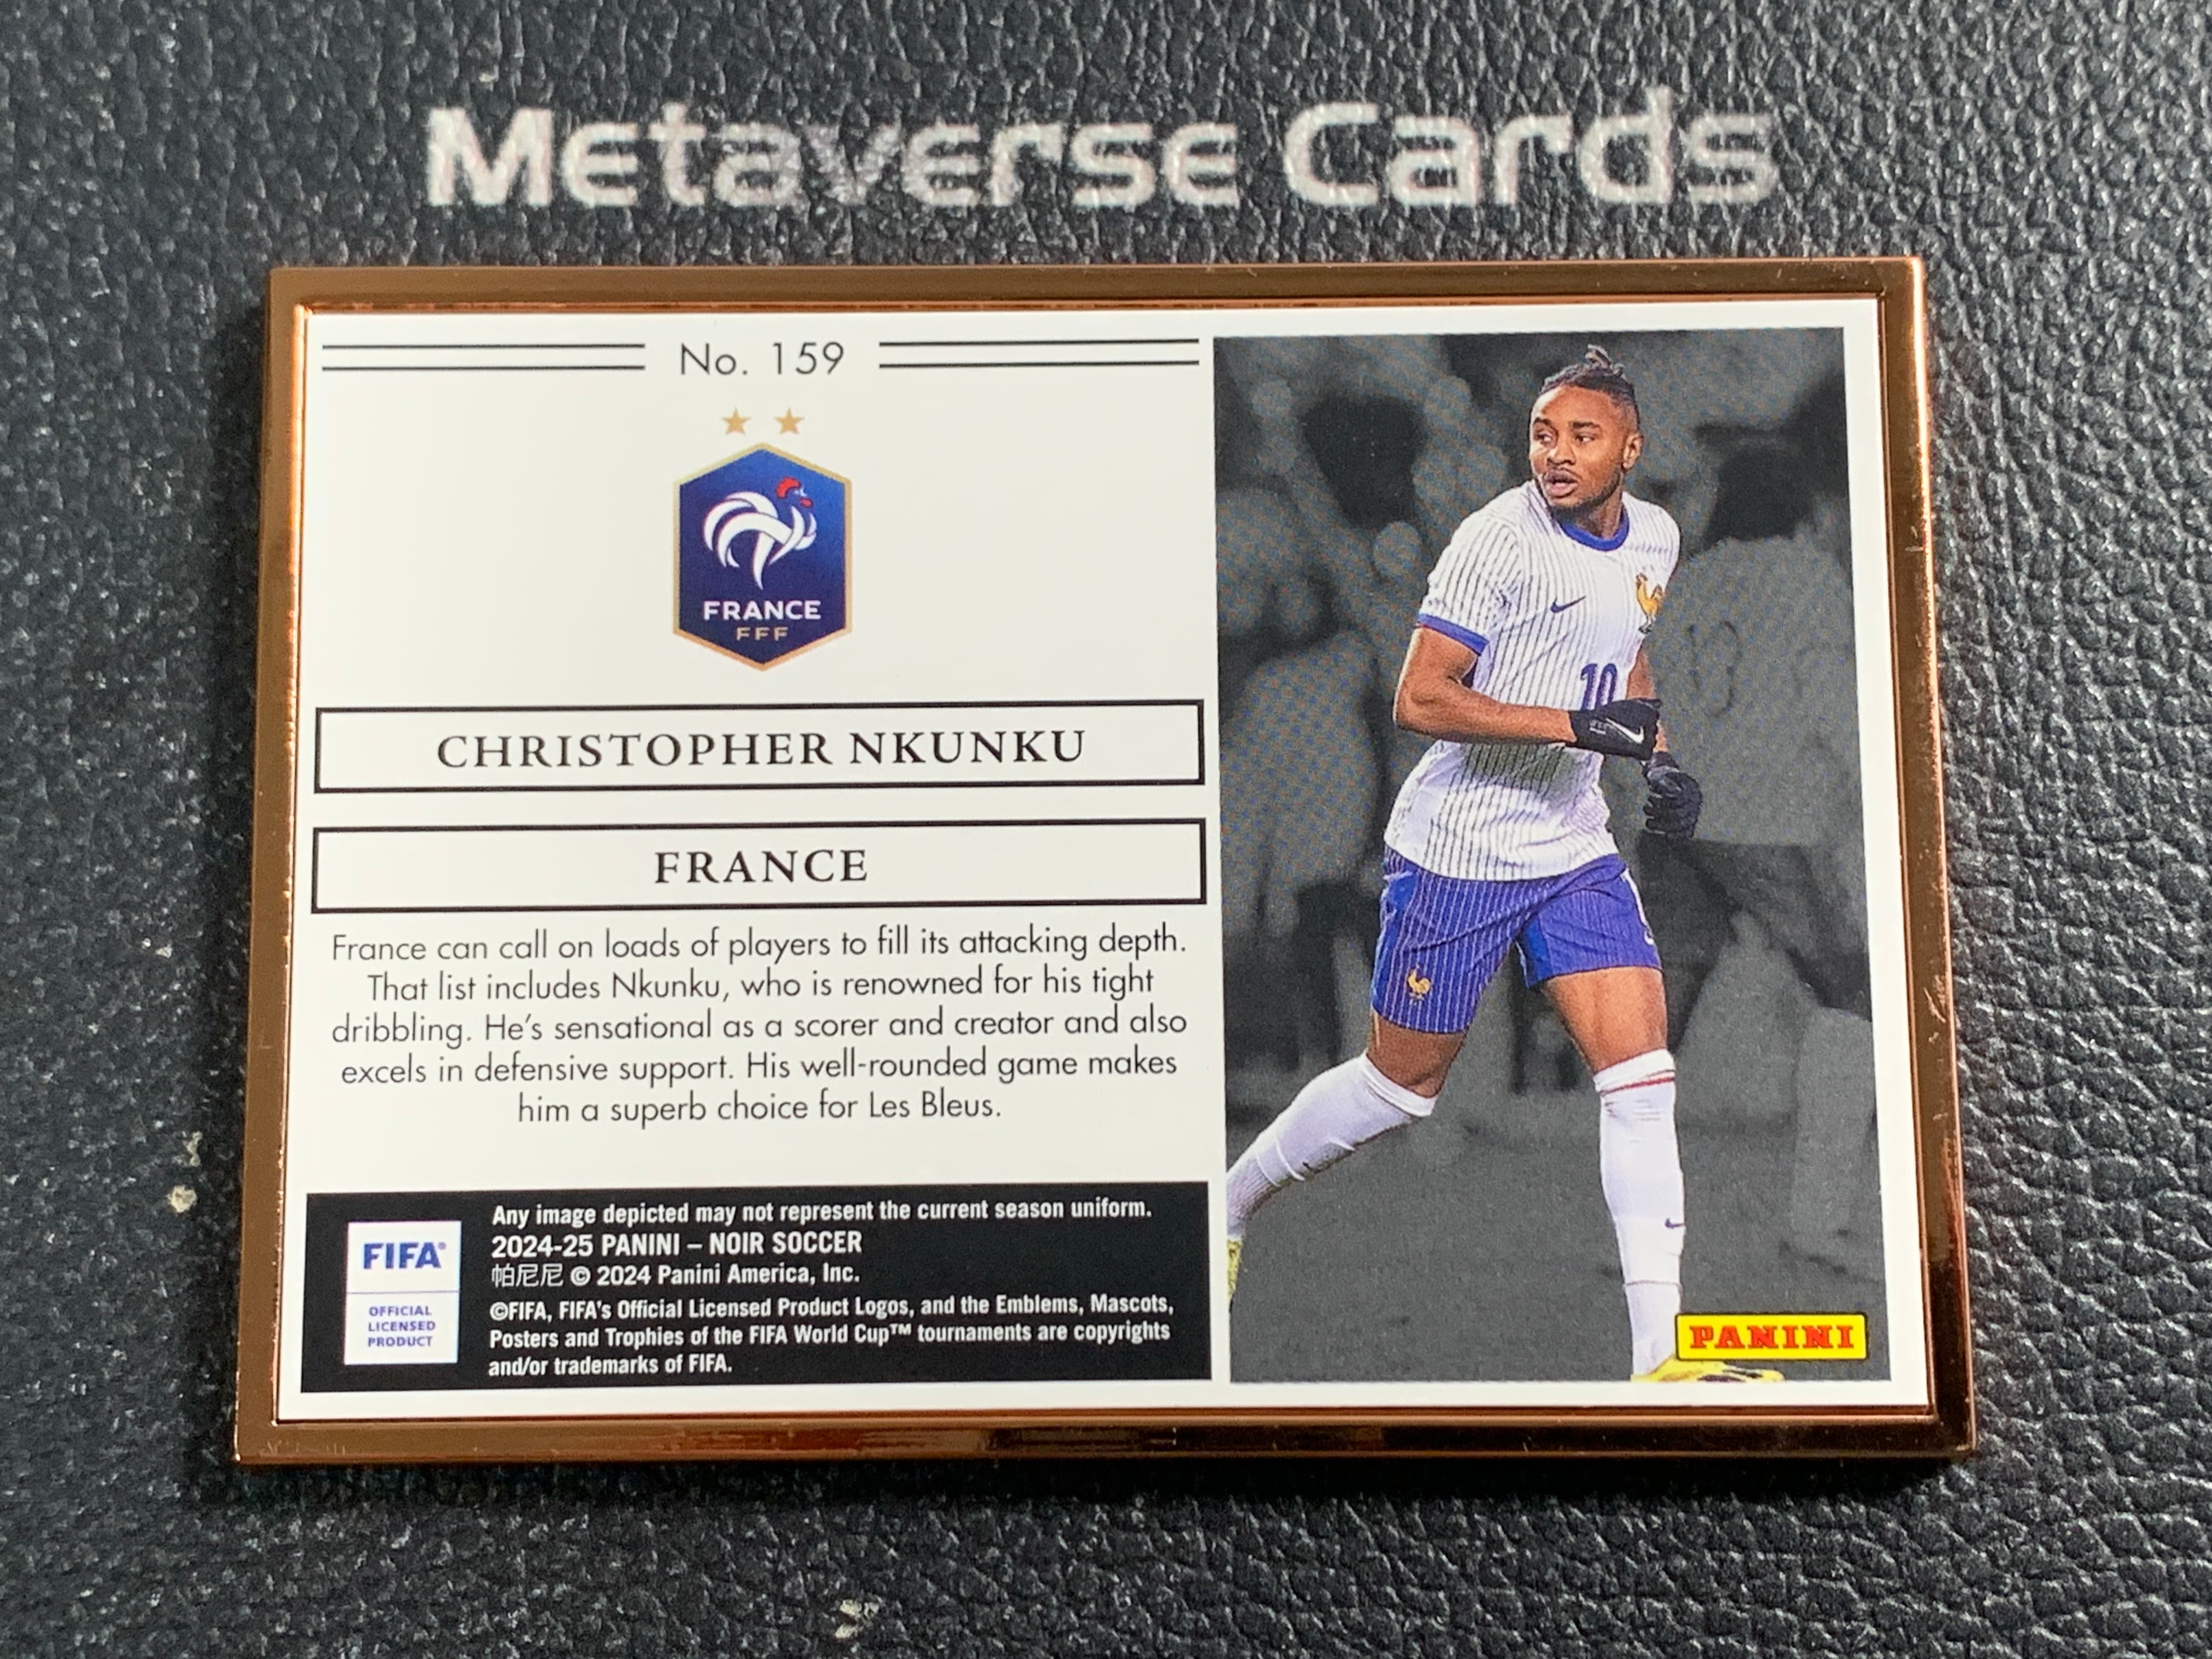 Metaverse Cards
No. 159
FRANCE
FFF
CHRISTOPHER NKUNKU
FRANCE
France can call on loads of players to fill its attacking depth.
That list includes Nkunku, who is renowned for his tight
dribbling. He's sensational as a scorer and creator and also
excels in defensive support. His well-rounded game makes
him a superb choice for Les Bleus.
FIFA®
OFFICIAL
LICENSED
PRODUCT
Any image depicted may not represent the current season uniform.
2024-25 PANINI – NOIR SOCCER
帕尼尼 © 2024 Panini America, Inc.
©FIFA, FIFA's Official Licensed Product Logos, and the Emblems, Mascots,
Posters and Trophies of the FIFA World Cup™ tournaments are copyrights
and/or trademarks of FIFA.
10
PANINI